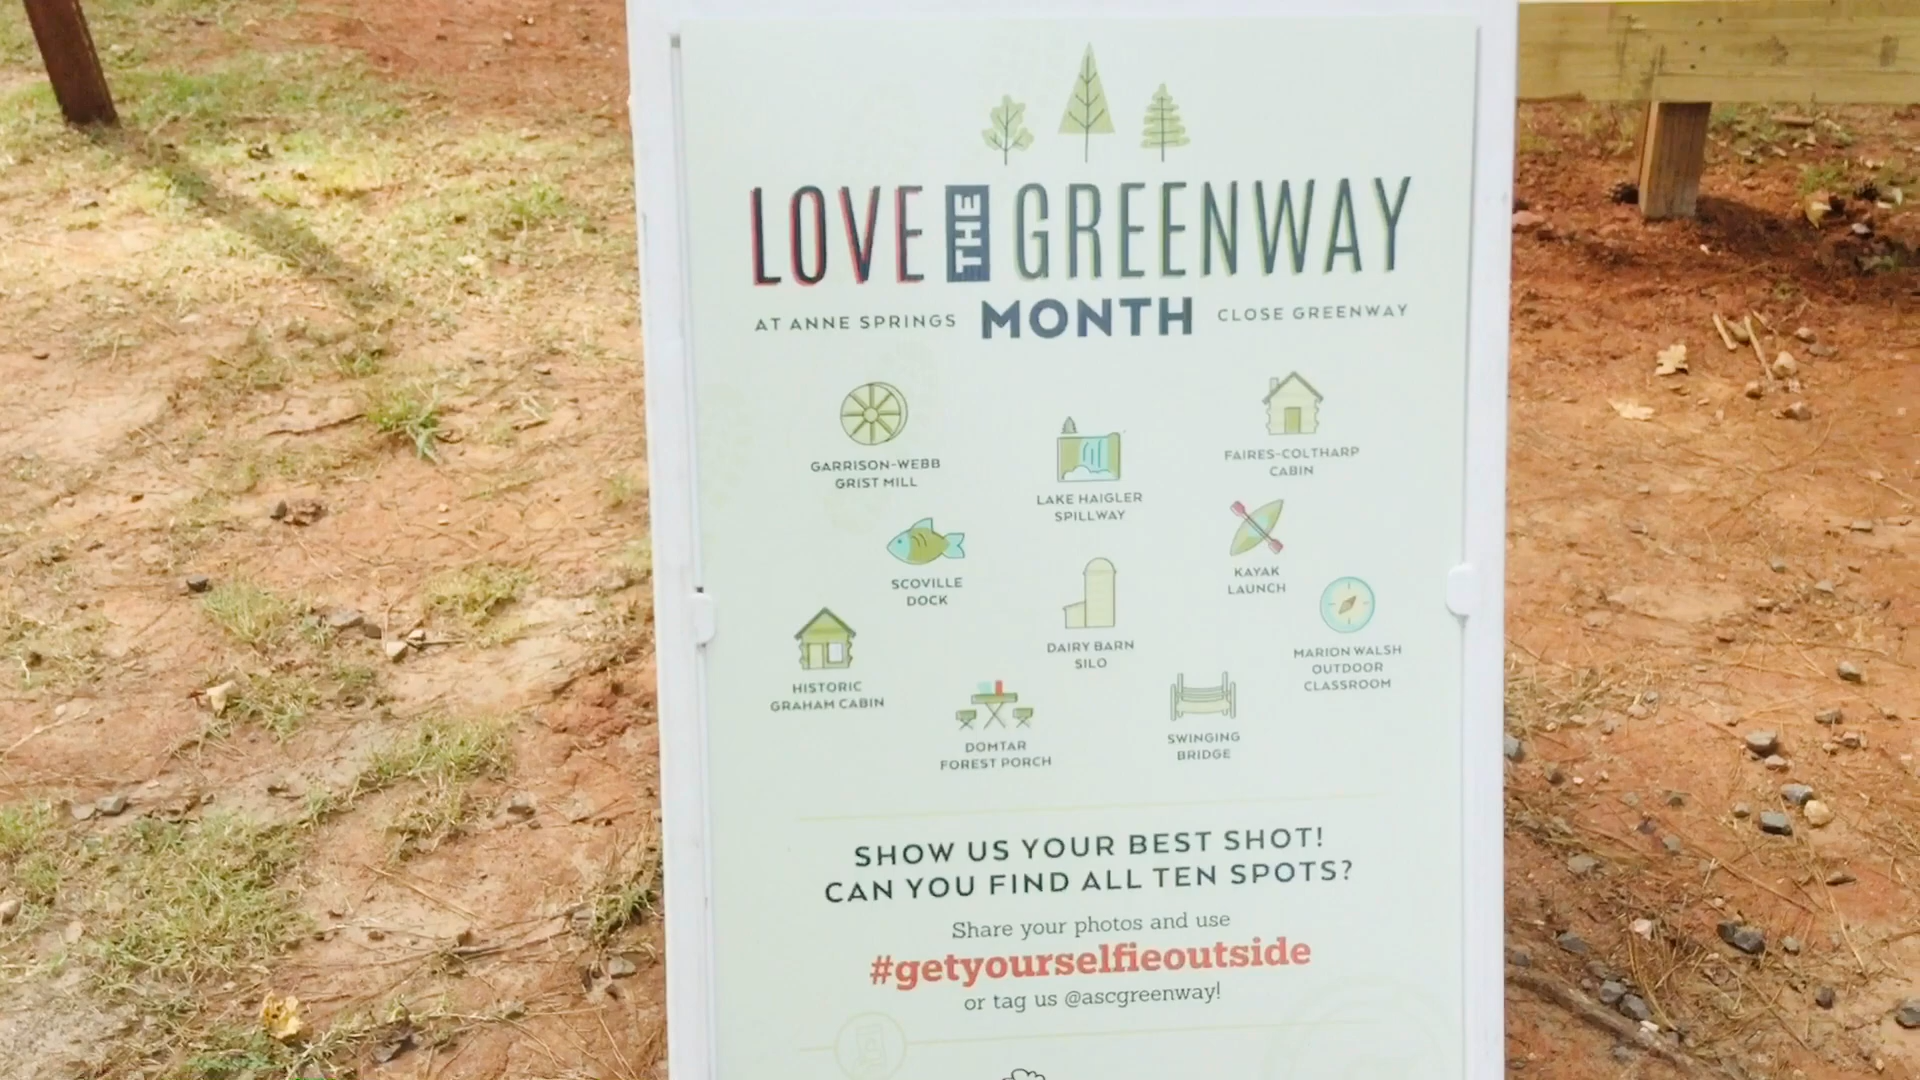 LOVE THE GREENWAY
AT ANNE SPRINGS MONTH CLOSE GREENWAY
GARRISON-WEBB
GRIST MILL
LAKE HAIGLER
SPILLWAY
FAIRES-COLTHARP
CABIN
SCOVILLE
DOCK
KAYAK
LAUNCH
DAIRY BARN
SILO
MARION WALSH
OUTDOOR
CLASSROOM
HISTORIC
GRAHAM CABIN
DOMTAR
FOREST PORCH
SWINGING
BRIDGE
SHOW US YOUR BEST SHOT!
CAN YOU FIND ALL TEN SPOTS?
Share your photos and use
#getyourselfieoutside
or tag us @ascgreenway!